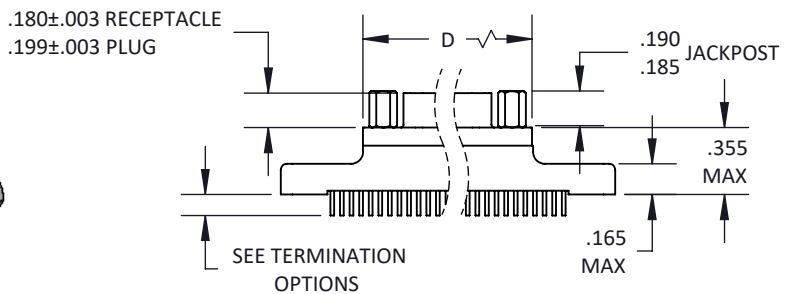 .180±.003 RECEPTACLE
.199±.003 PLUG
D
.190
.185
JACKPOST
.355
MAX
.165
MAX
SEE TERMINATION
OPTIONS